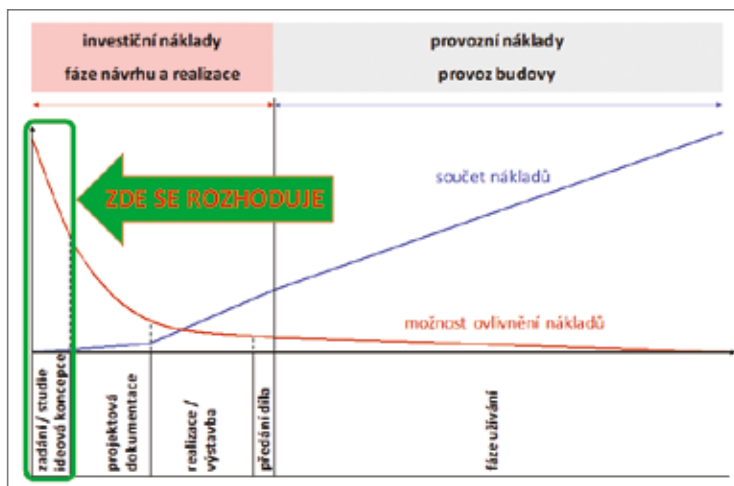 investiční náklady
fáze návrhu a realizace
provozní náklady
provoz budovy
ZDE SE ROZHODUJE
součet nákladů
možnost ovlivnění nákladů
zadání / studie
ideová koncepce
projektová
dokumentace
realizace /
výstavba
předání díla
fáze užívání